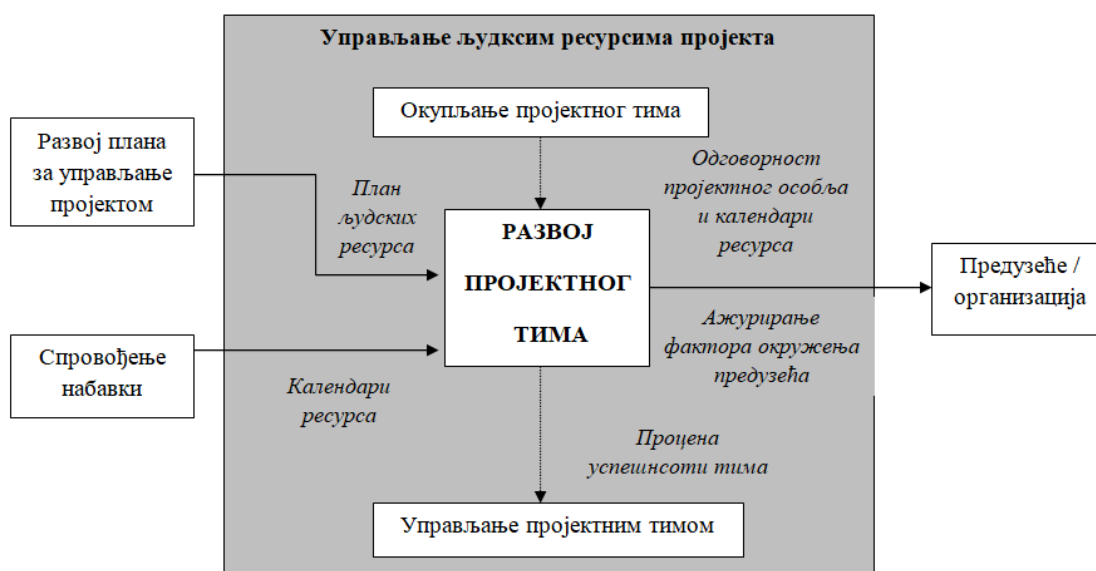 Управљање људксим ресурсима пројекта
Окупљање пројектног тима
Развој плана
за управљање
пројектом
План
људских
ресурса
Одговорност
пројектног особља
и календари
ресурса
РАЗВОЈ
ПРОЈЕКТНОГ
ТИМА
Предузеће /
организација
Спровођење
набавки
Календари
ресурса
Ажурирање
фактора окружења
предузећа
Процена
успешнсоти тима
Управљање пројектним тимом